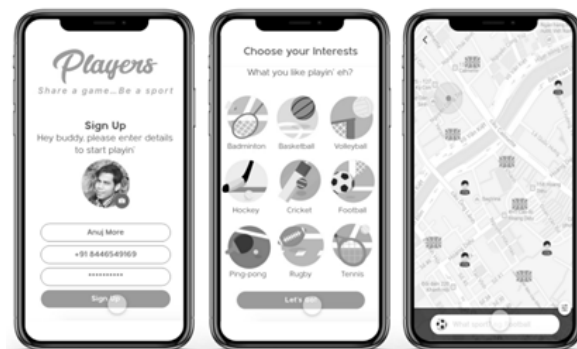 Players
Share a game...Be a sport
Sign Up
Hey buddy, please enter details
to start playin'
Anuj More
+91 8446549169
**********
Sign Up
Choose your Interests
What you like playin' eh?
Badminton
Basketball
Volleyball
Hockey
Cricket
Football
Ping-pong
Rugby
Tennis
Let's
What sport